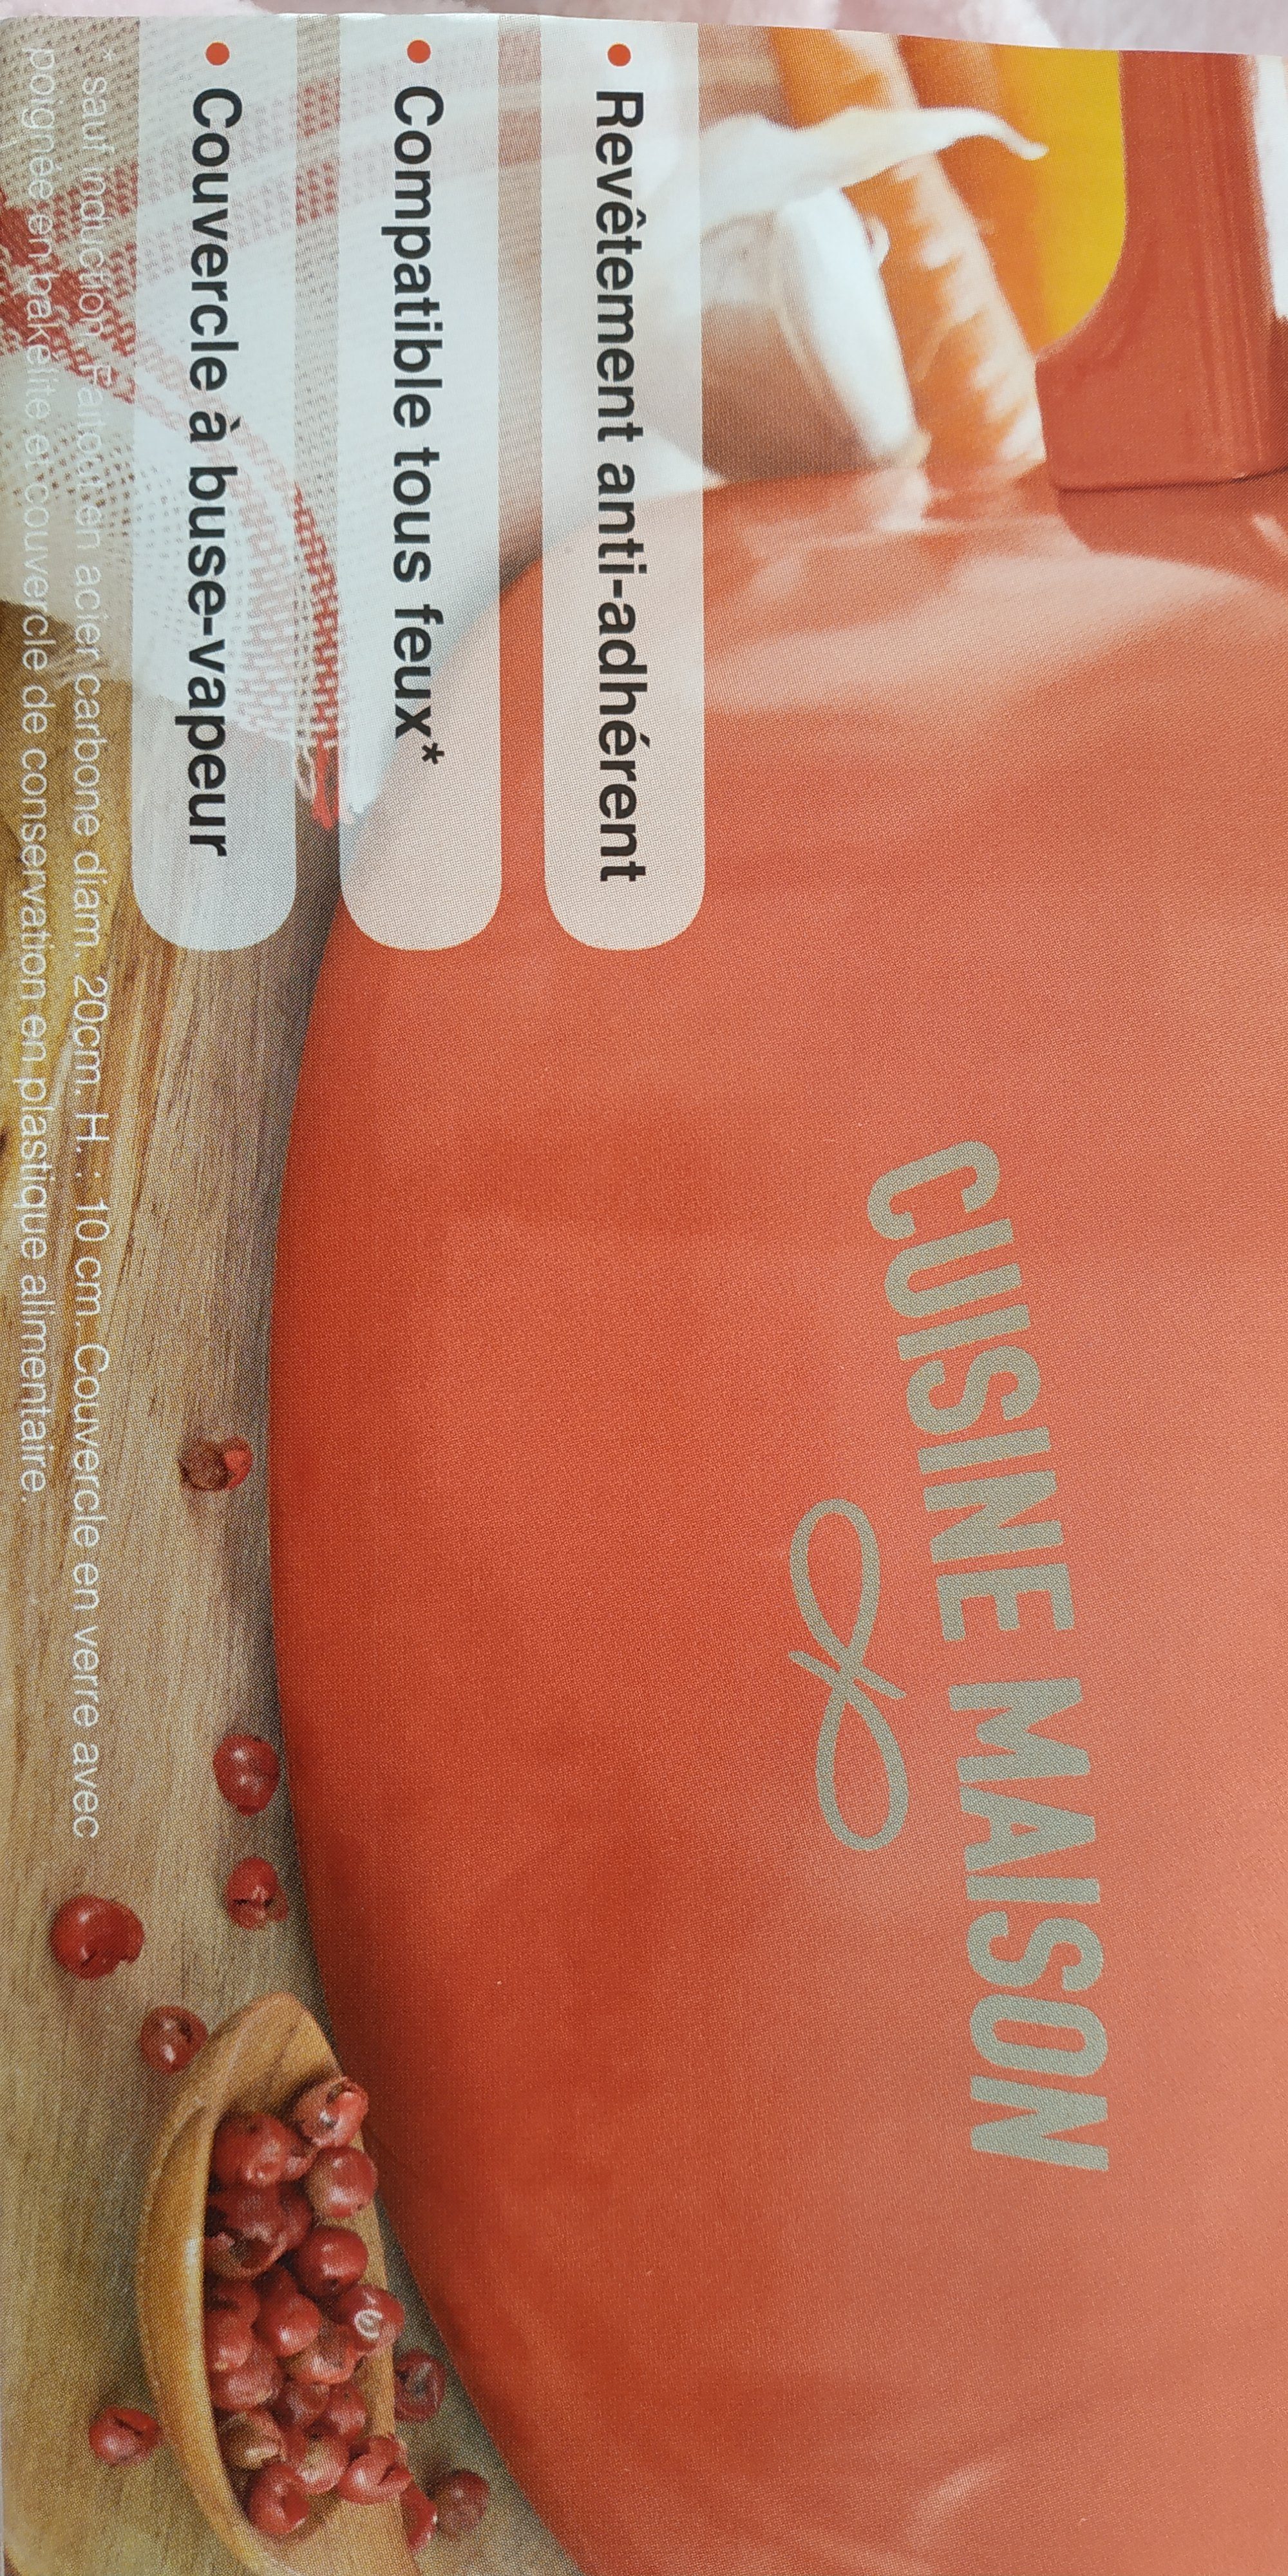 CUISINE MAISON
• Revêtement anti-adhérent
• Compatible tous feux*
• Couvercle à buse-vapeur
* sauf induction. Faitout en acier carbone diam. 20cm. H. : 10 cm. Couvercle en verre avec
poignée en bakélite et couvercle de conservation en plastique alimentaire.